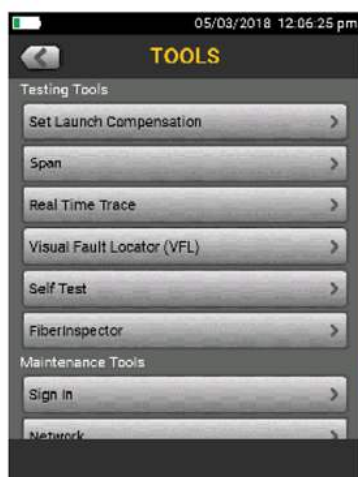 05/03/2018 12:06:25 pm
TOOLS
Testing Tools
Set Launch Compensation
Span
Real Time Trace
Visual Fault Locator (VFL)
Self Test
FiberInspector
Maintenance Tools
Sign In
Network